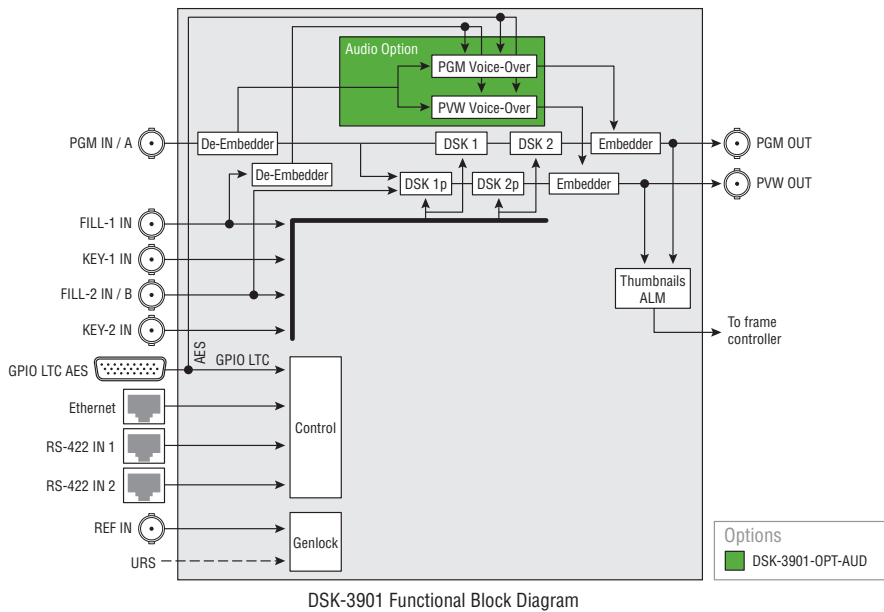 Audio Option
PGM Voice-Over
PVW Voice-Over
PGM IN / A
De-Embedder
DSK 1
DSK 2
Embedder
PGM OUT
De-Embedder
DSK 1p
DSK 2p
Embedder
PVW OUT
FILL-1 IN
KEY-1 IN
FILL-2 IN / B
KEY-2 IN
Thumbnails
ALM
To frame
controller
AES
GPIO LTC AES
GPIO LTC
Ethernet
Control
RS-422 IN 1
RS-422 IN 2
REF IN
Genlock
URS
Options
DSK-3901-OPT-AUD
DSK-3901 Functional Block Diagram